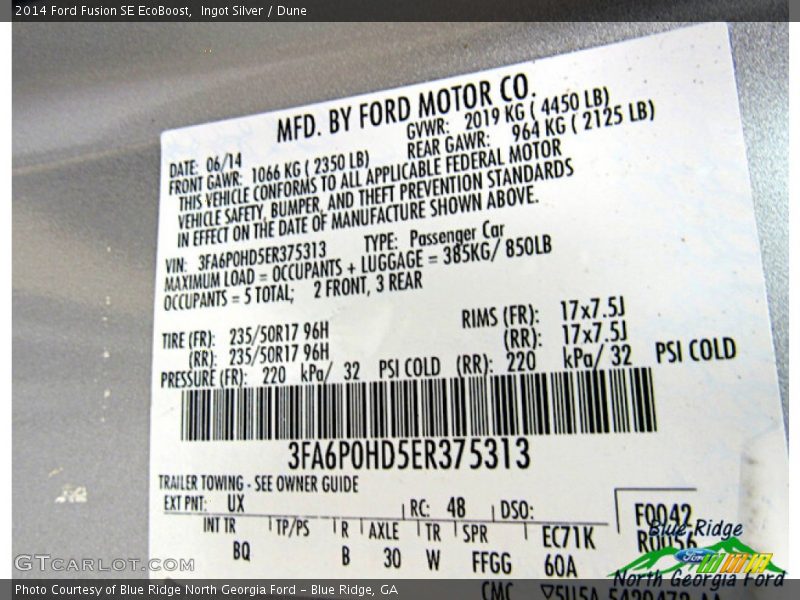 2014 Ford Fusion SE EcoBoost, Ingot Silver / Dune
MFD. BY FORD MOTOR CO.
DATE: 06/14 GVWR: 2019 KG ( 4450 LB)
FRONT GAWR: 1066 KG ( 2350 LB) REAR GAWR: 964 KG ( 2125 LB)
THIS VEHICLE CONFORMS TO ALL APPLICABLE FEDERAL MOTOR
VEHICLE SAFETY, BUMPER, AND THEFT PREVENTION STANDARDS
IN EFFECT ON THE DATE OF MANUFACTURE SHOWN ABOVE.
VIN: 3FA6P0HD5ER375313 TYPE: Passenger Car
MAXIMUM LOAD = OCCUPANTS + LUGGAGE = 385KG/ 850LB
OCCUPANTS = 5 TOTAL; 2 FRONT, 3 REAR
TIRE (FR): 235/50R17 96H RIMS (FR): 17x7.5J
(RR): 235/50R17 96H (RR): 17x7.5J
PRESSURE (FR): 220 kPa/ 32 PSI COLD (RR): 220 kPa/ 32 PSI COLD
3FA6P0HD5ER375313
TRAILER TOWING - SEE OWNER GUIDE
EXT PNT: UX RC: 48 DSO: F0042
INT TR TP/PS R AXLE TR SPR EC71K R0056
BQ B 30 W FFGG 60A
CMC
Blue Ridge
Ford
North Georgia Ford
GTCarlot.com
Photo Courtesy of Blue Ridge North Georgia Ford – Blue Ridge, GA